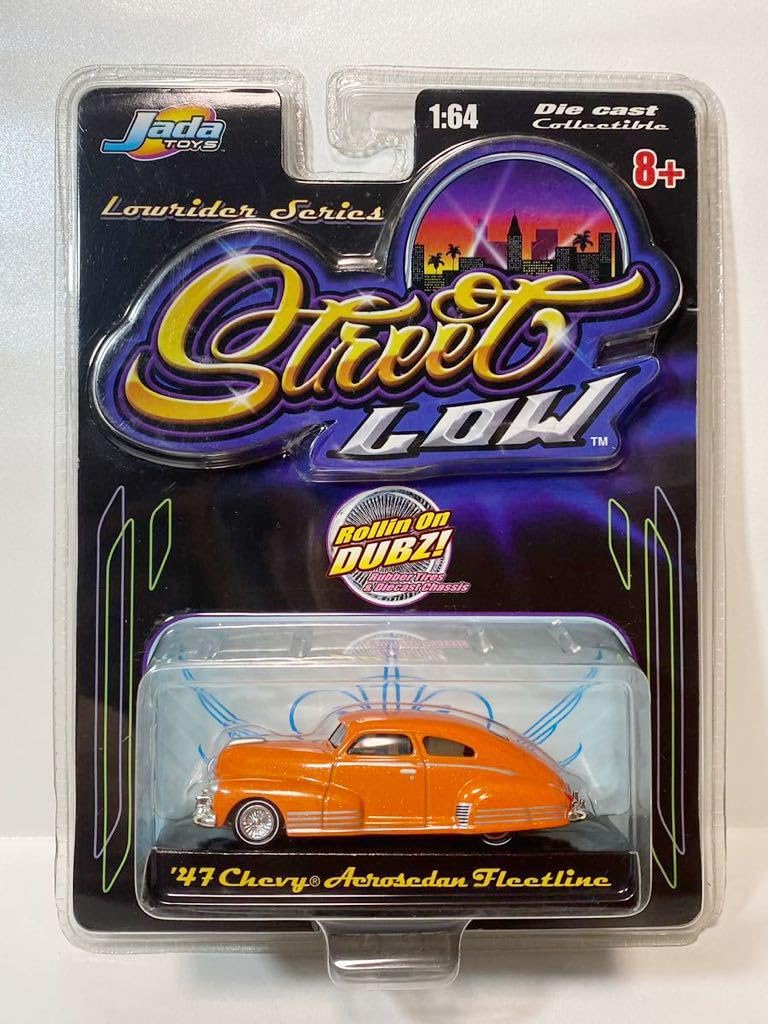 Jada
TOYS
1:64
Die cast
Collectible
8+
Lowrider Series
Street
LOW
TM
Rollin On
DUBZ!
Rubber Tires
& Diecast Chassis
'47 Chevy® Aerosedan Fleetline